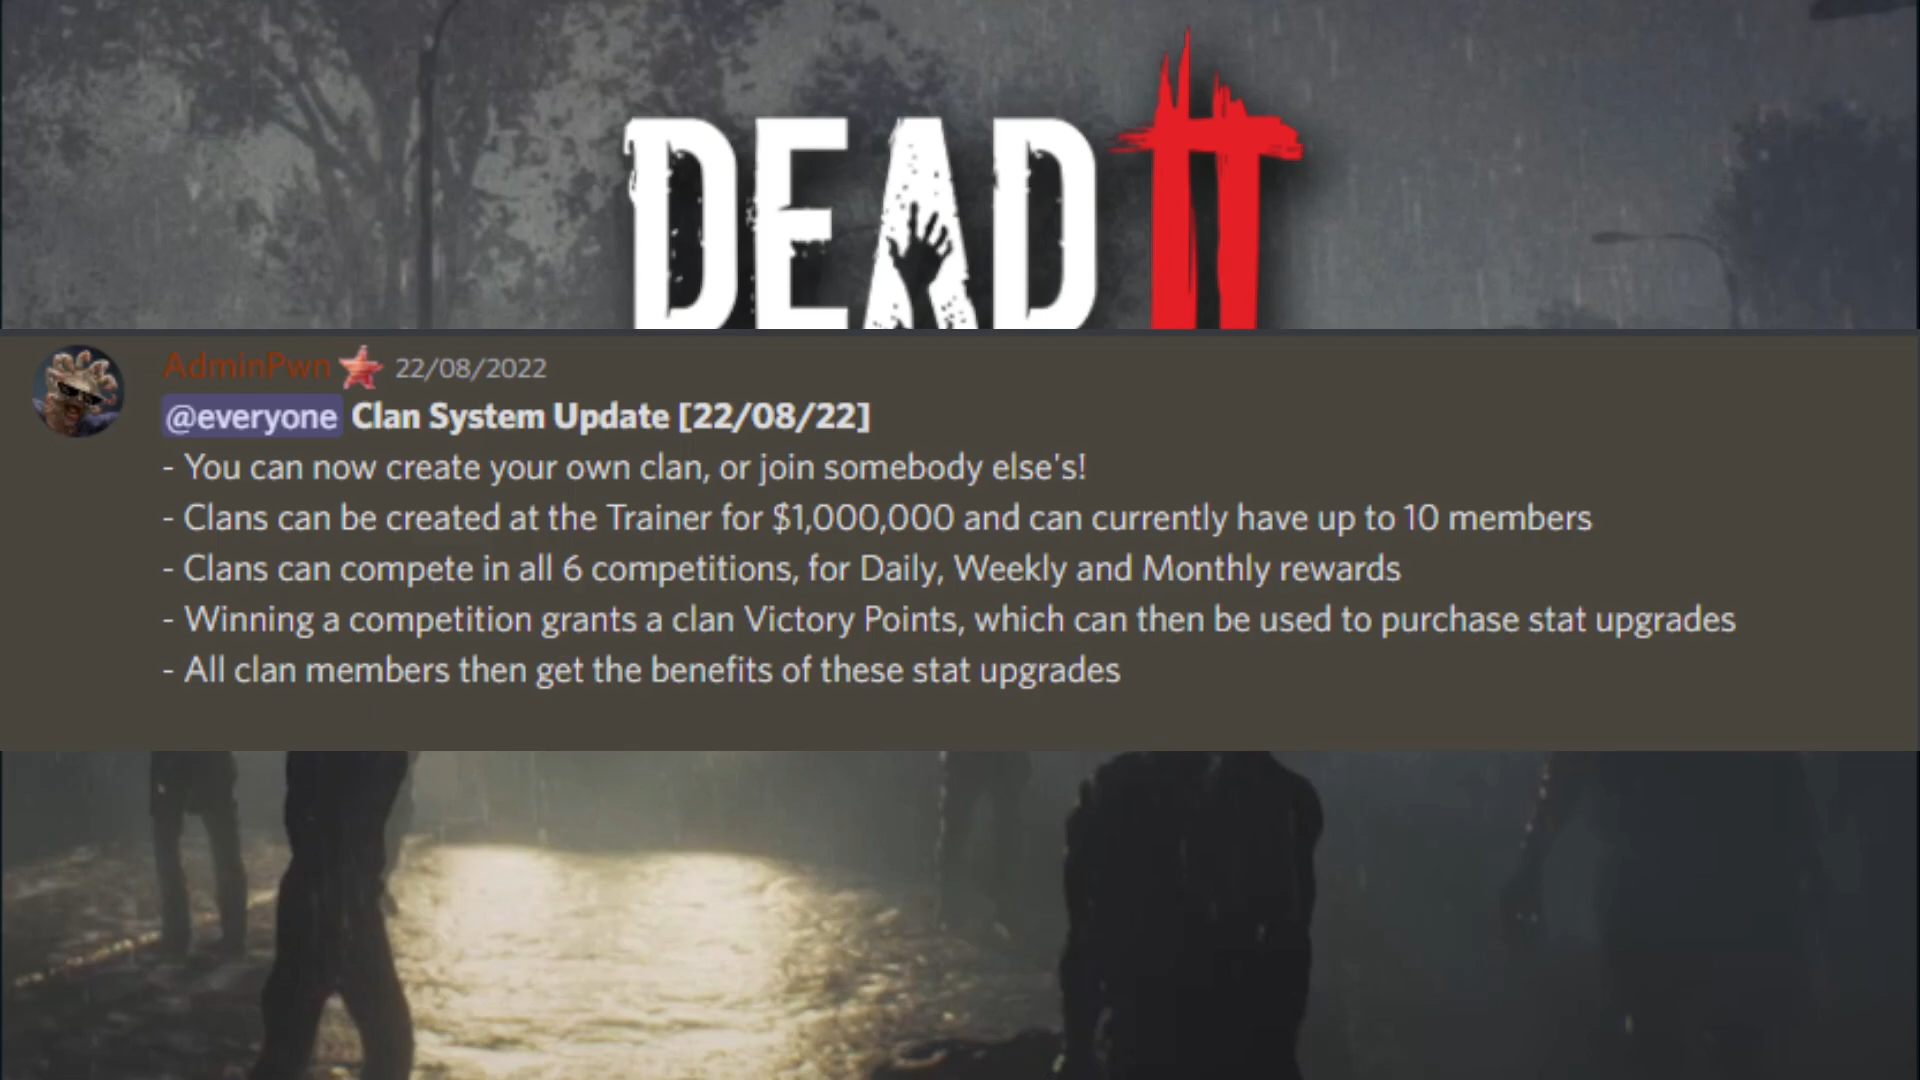 DEAD II
AdminPwn 22/08/2022
@everyone Clan System Update [22/08/22]
- You can now create your own clan, or join somebody else's!
- Clans can be created at the Trainer for $1,000,000 and can currently have up to 10 members
- Clans can compete in all 6 competitions, for Daily, Weekly and Monthly rewards
- Winning a competition grants a clan Victory Points, which can then be used to purchase stat upgrades
- All clan members then get the benefits of these stat upgrades